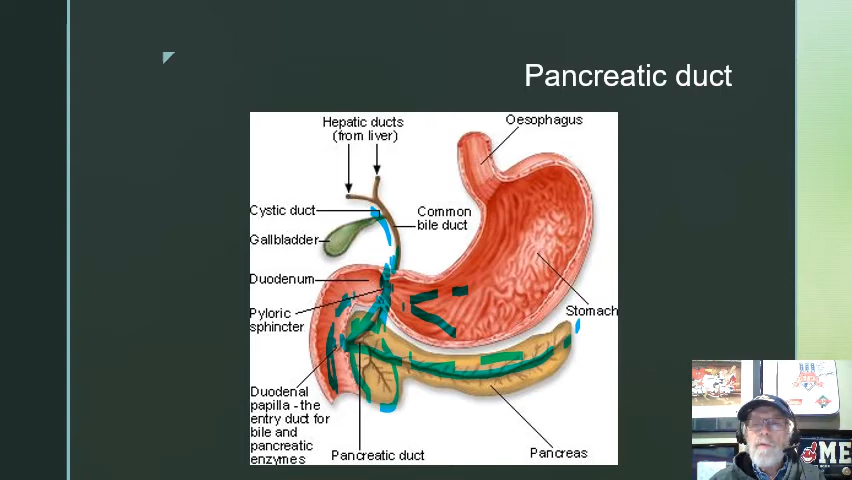 Pancreatic duct
Hepatic ducts
(from liver)
Oesophagus
Cystic duct
Common
bile duct
Gallbladder
Duodenum
Pyloric
sphincter
Stomach
Duodenal
papilla - the
entry duct for
bile and
pancreatic
enzymes
Pancreatic duct
Pancreas
ME